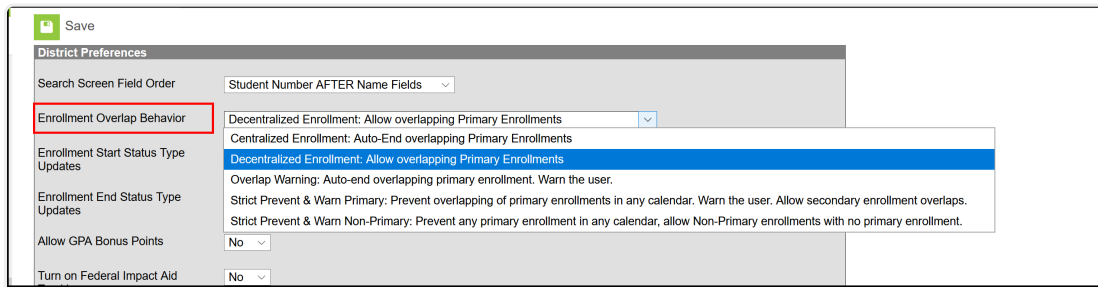 Save
District Preferences
Search Screen Field Order
Student Number AFTER Name Fields
Enrollment Overlap Behavior
Decentralized Enrollment: Allow overlapping Primary Enrollments
Centralized Enrollment: Auto-End overlapping Primary Enrollments
Decentralized Enrollment: Allow overlapping Primary Enrollments
Overlap Warning: Auto-end overlapping primary enrollment. Warn the user.
Strict Prevent & Warn Primary: Prevent overlapping of primary enrollments in any calendar. Warn the user. Allow secondary enrollment overlaps.
Strict Prevent & Warn Non-Primary: Prevent any primary enrollment in any calendar, allow Non-Primary enrollments with no primary enrollment.
Enrollment Start Status Type
Updates
Enrollment End Status Type
Updates
Allow GPA Bonus Points
No
Turn on Federal Impact Aid
No